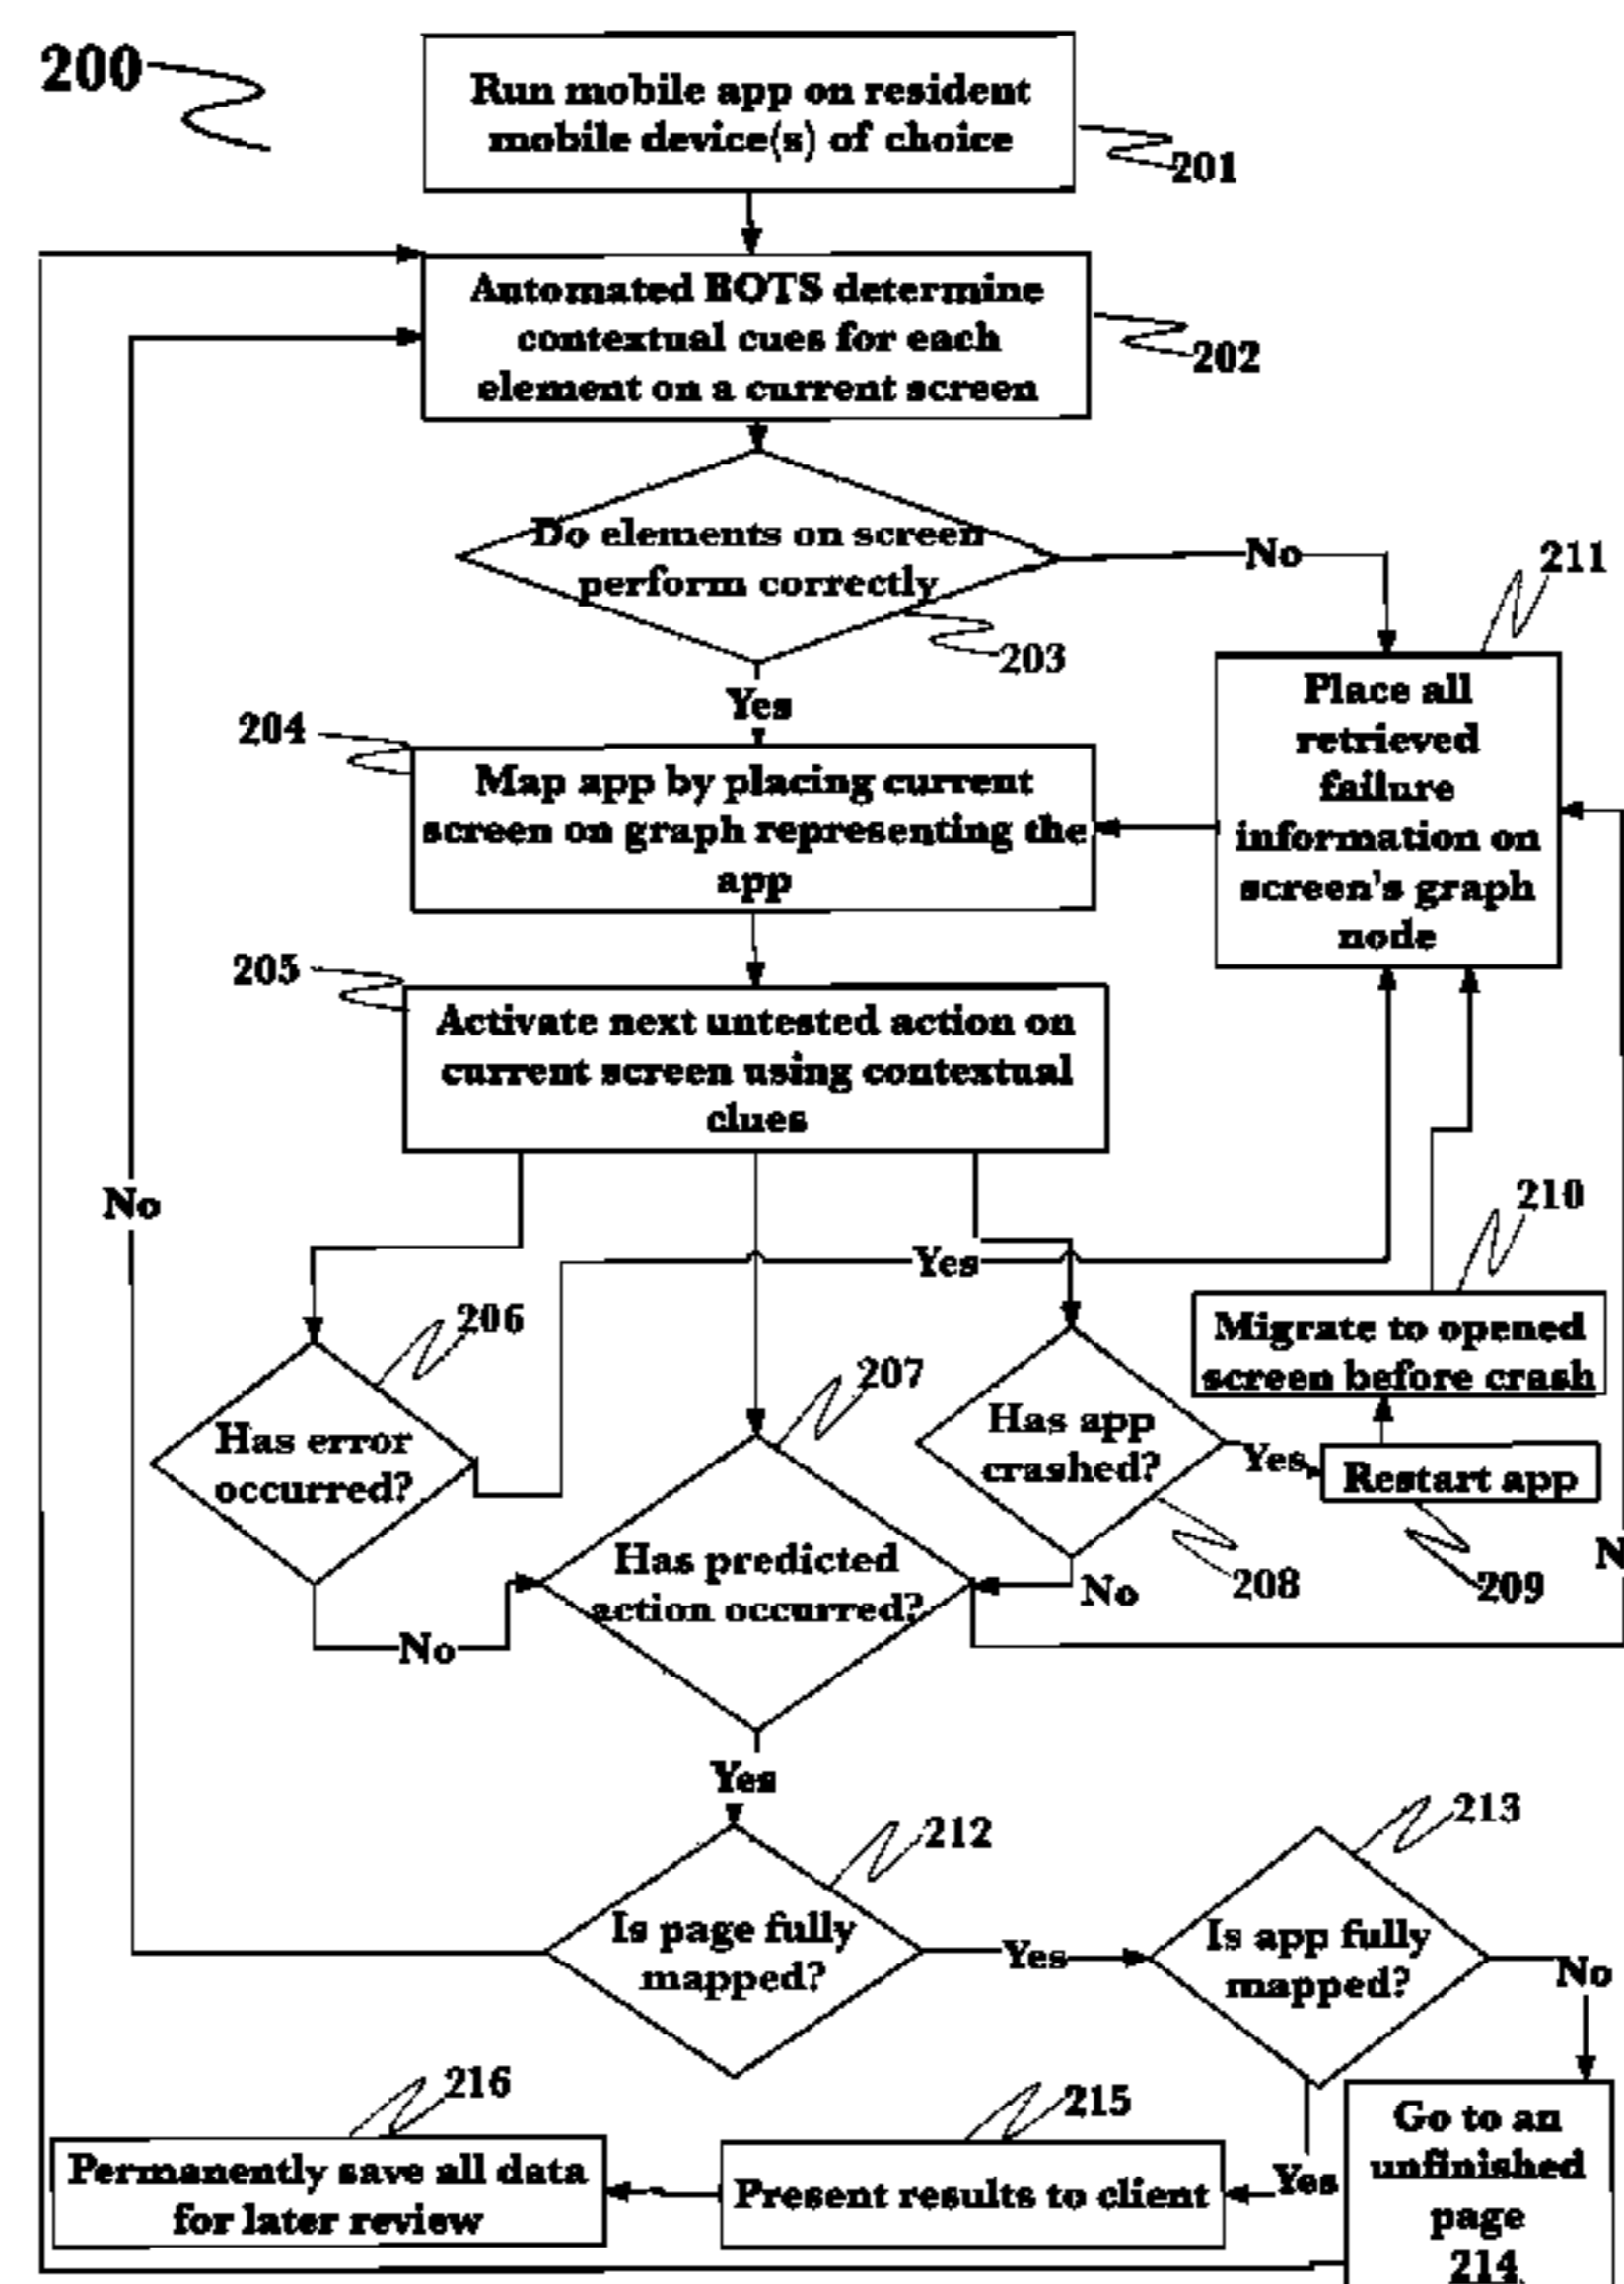 200
Run mobile app on resident
mobile device(s) of choice
201
Automated BOTS determine
contextual cues for each
element on a current screen
202
Do elements on screen
perform correctly
No
203
211
Yes
204
Map app by placing current
screen on graph representing the
app
Place all
retrieved
failure
information on
screen's graph
node
205
Activate next untested action on
current screen using contextual
clues
No
Yes
210
Migrate to opened
screen before crash
206
Has error
occurred?
207
Has app
crashed?
Yes
Restart app
208
209
No
Has predicted
action occurred?
No
N
No
Yes
212
Is page fully
mapped?
Yes
213
Is app fully
mapped?
No
216
Permanently save all data
for later review
215
Present results to client
Yes
Go to an
unfinished
page
214